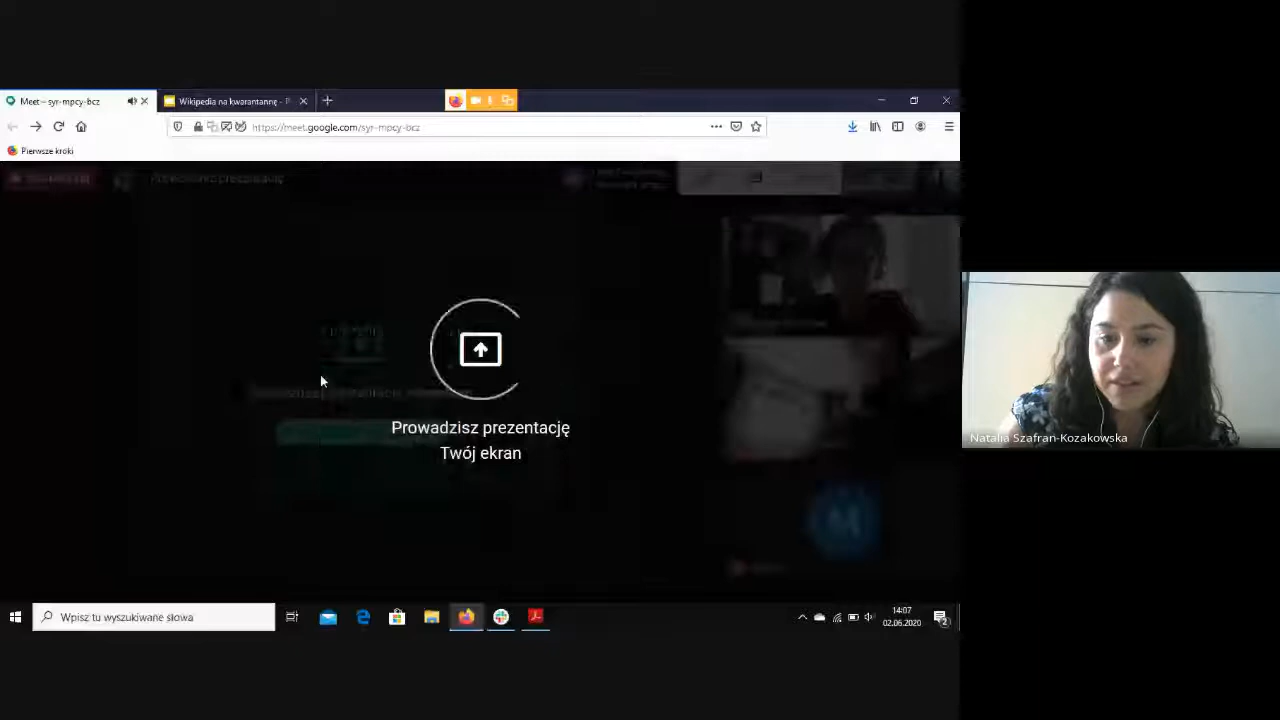 Meet – syr-mpcy-bcz
Wikipedia na kwarantannę - P
https://meet.google.com/syr-mpcy-bcz
Pierwsze kroki
Prowadzisz prezentację
Twój ekran
M
Natalia Szafran-Kozakowska
Wpisz tu wyszukiwane słowa
14:07
02.06.2020
2